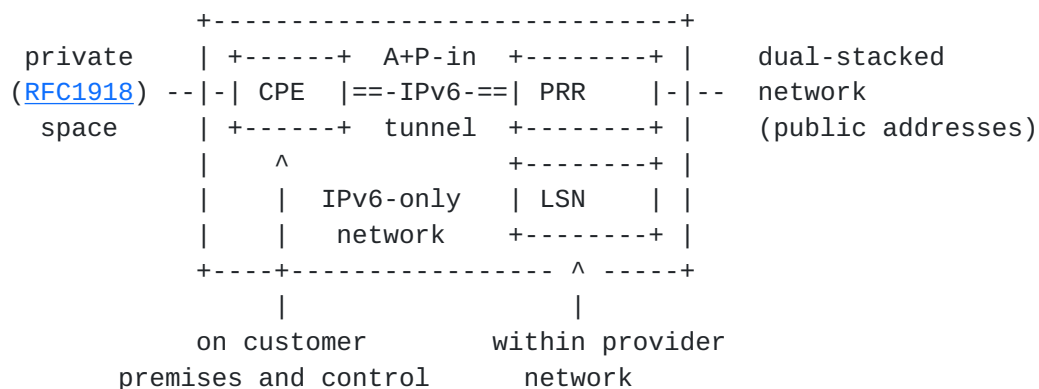 +-------------------------------+
 private    | +------+  A+P-in  +--------+ |    dual-stacked
(RFC1918) --|-| CPE  |==-IPv6-==| PRR    |-|--  network
  space     | +------+  tunnel  +--------+ |    (public addresses)
            |    ^              +--------+ |
            |    |  IPv6-only   | LSN    | |
            |    |   network    +--------+ |
            +----+----------------- ^ -----+
                 |                  |
            on customer        within provider
       premises and control      network